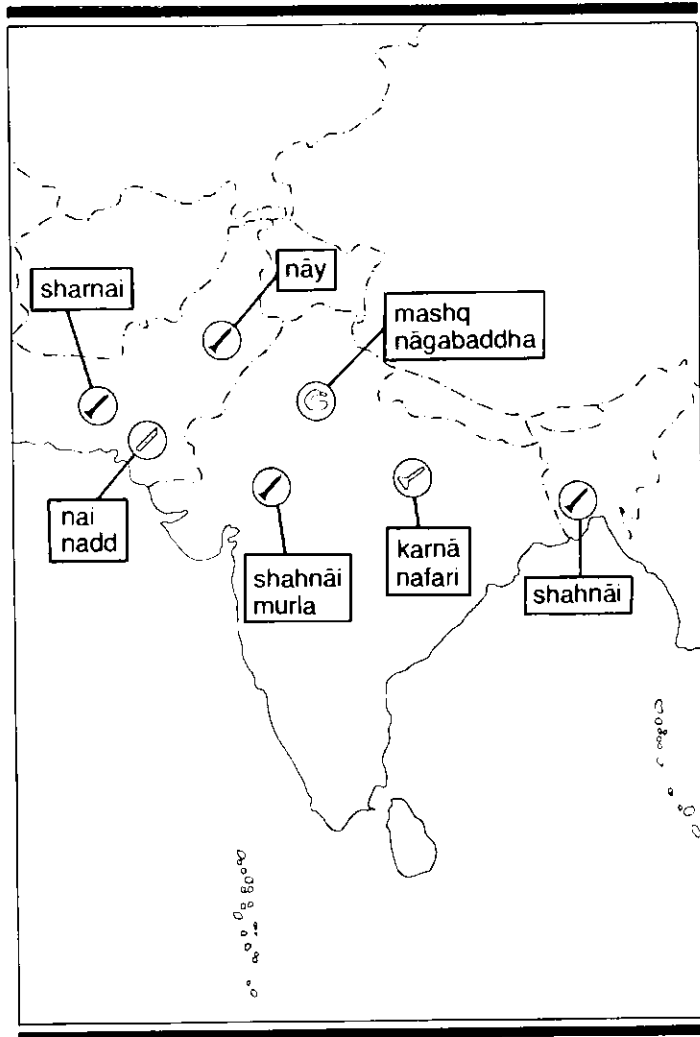 nāy
sharnai
mashq
nāgabaddha
nai
nadd
shahnāi
murla
karnā
nafari
shahnāi